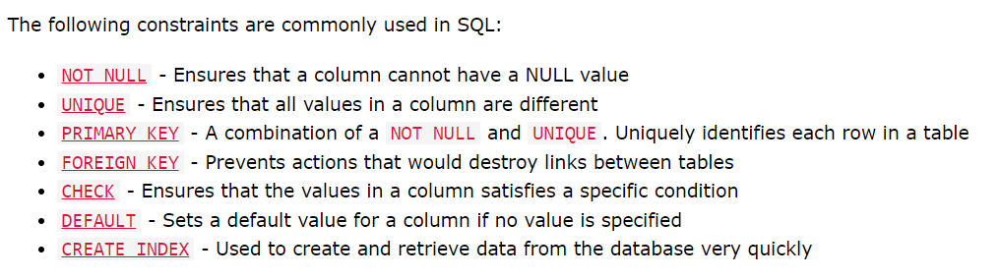 The following constraints are commonly used in SQL:
• NOT NULL - Ensures that a column cannot have a NULL value
• UNIQUE - Ensures that all values in a column are different
• PRIMARY KEY - A combination of a NOT NULL and UNIQUE. Uniquely identifies each row in a table
• FOREIGN KEY - Prevents actions that would destroy links between tables
• CHECK - Ensures that the values in a column satisfies a specific condition
• DEFAULT - Sets a default value for a column if no value is specified
• CREATE INDEX - Used to create and retrieve data from the database very quickly